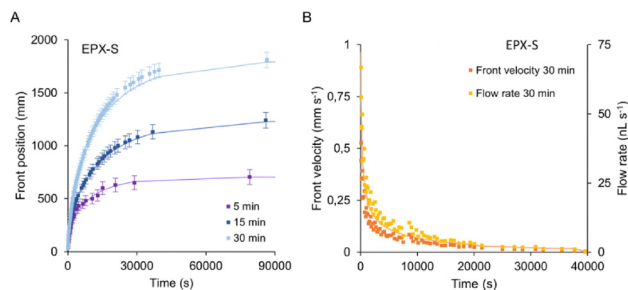 A
EPX-S
Front position (mm)
2000
1500
1000
500
0
5 min
15 min
30 min
0
30000
60000
90000
Time (s)
B
EPX-S
Front velocity 30 min
Flow rate 30 min
Front velocity (mm s⁻¹)
1
0,75
0,5
0,25
0
Flow rate (nL s⁻¹)
75
50
25
0
0
10000
20000
30000
40000
Time (s)